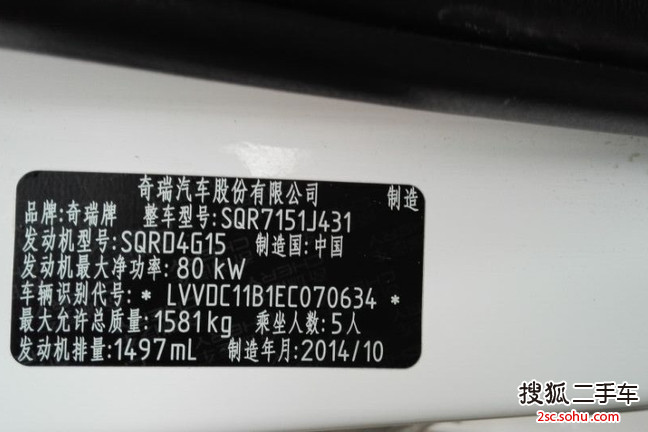 奇瑞汽车股份有限公司 制造
品牌:奇瑞牌 整车型号:SQR7151J431
发动机型号:SQRD4G15 制造国:中国
发动机最大净功率:80 kW
车辆识别代号:* LVVDC11B1EC070634 *
最大允许总质量:1581kg 乘坐人数:5人
发动机排量:1497mL 制造年月:2014/10
搜狐二手车
2sc.sohu.com